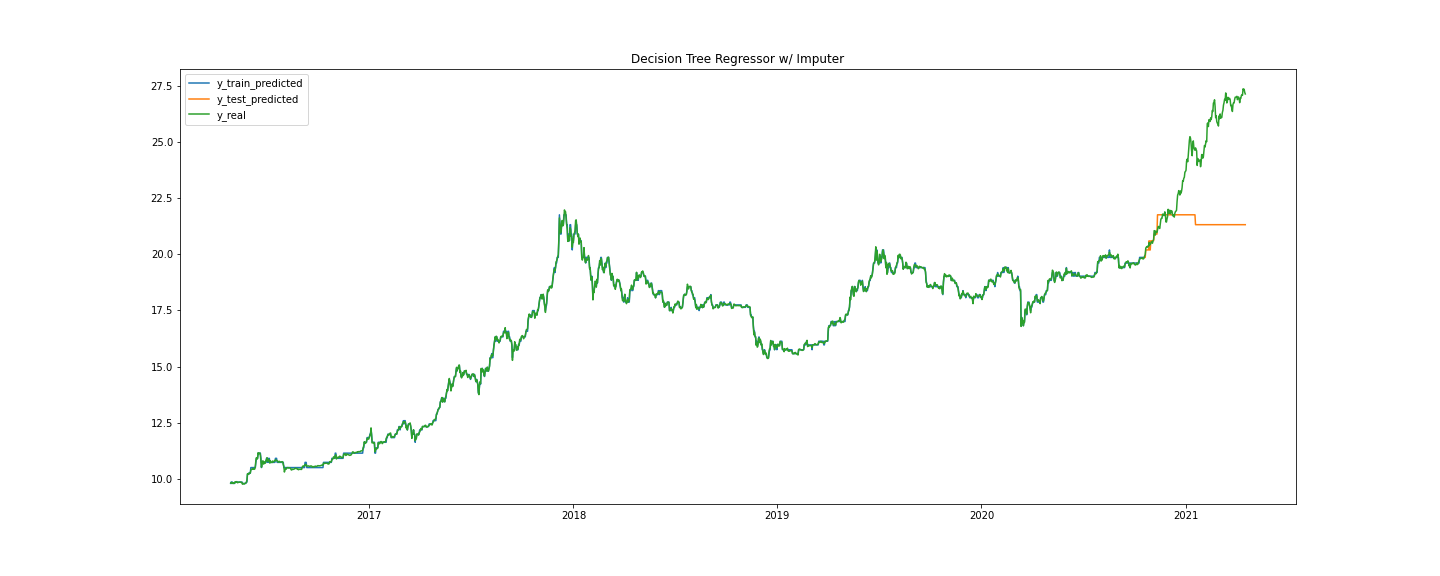 Decision Tree Regressor w/ Imputer
y_train_predicted
y_test_predicted
y_real
27.5
25.0
22.5
20.0
17.5
15.0
12.5
10.0
2017 2018 2019 2020 2021